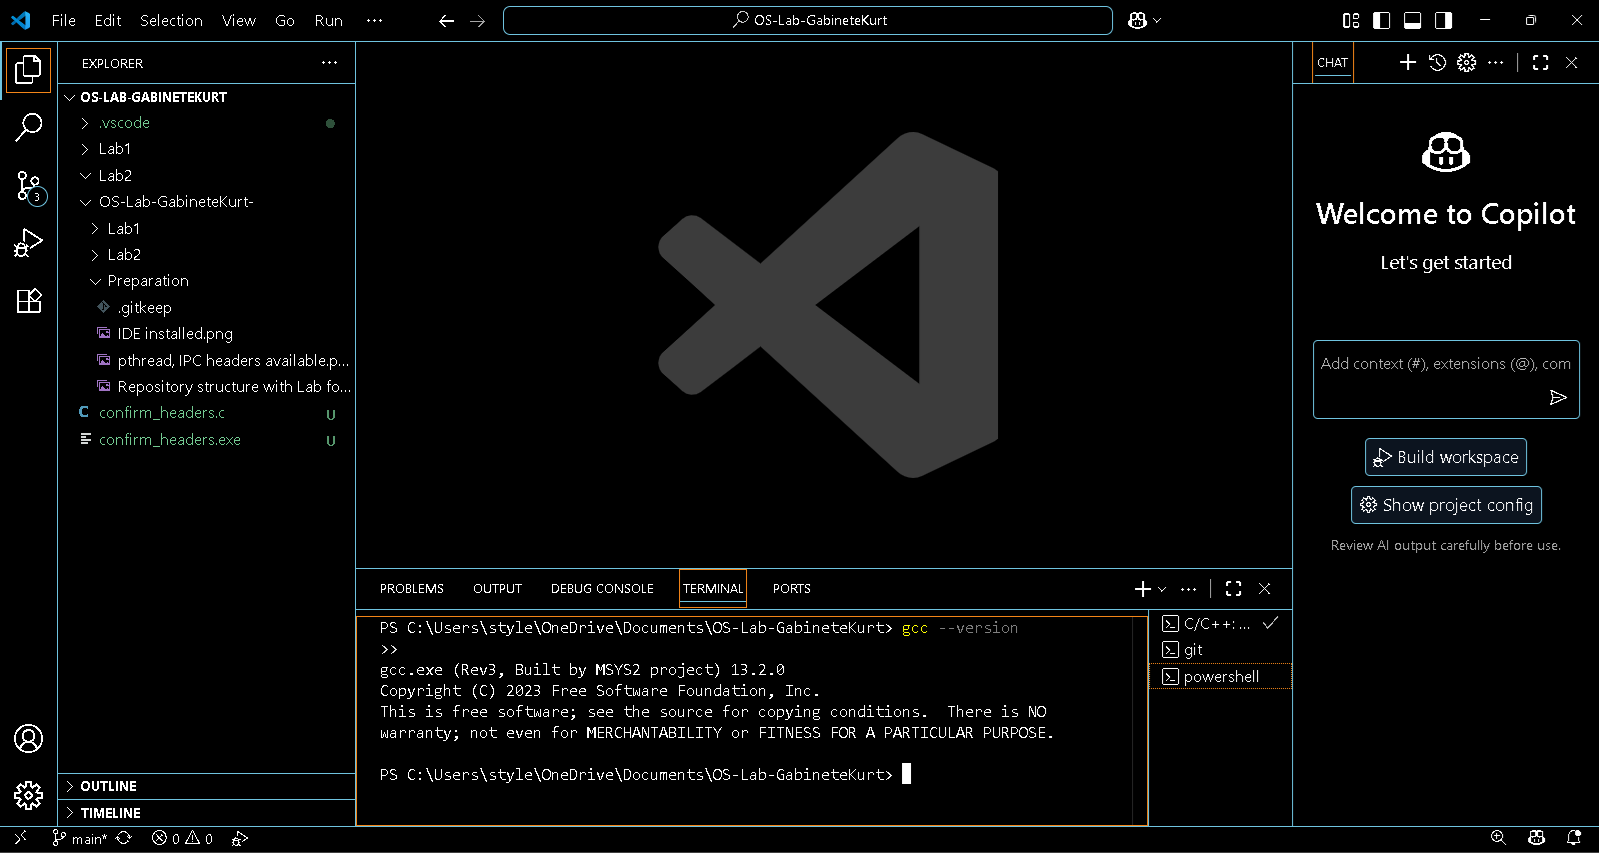 File Edit Selection View Go Run ···
OS-Lab-GabineteKurt
EXPLORER ···
OS-LAB-GABINETEKURT
.vscode
Lab1
Lab2
OS-Lab-GabineteKurt-
Lab1
Lab2
Preparation
.gitkeep
IDE installed.png
pthread, IPC headers available.p...
Repository structure with Lab fo...
C confirm_headers.c U
confirm_headers.exe U
3
OUTLINE
TIMELINE
PROBLEMS OUTPUT DEBUG CONSOLE TERMINAL PORTS
PS C:\Users\style\OneDrive\Documents\OS-Lab-GabineteKurt> gcc --version
>>
gcc.exe (Rev3, Built by MSYS2 project) 13.2.0
Copyright (C) 2023 Free Software Foundation, Inc.
This is free software; see the source for copying conditions.  There is NO
warranty; not even for MERCHANTABILITY or FITNESS FOR A PARTICULAR PURPOSE.
PS C:\Users\style\OneDrive\Documents\OS-Lab-GabineteKurt>
C/C++: ...
git
powershell
CHAT
Welcome to Copilot
Let's get started
Add context (#), extensions (@), com
Build workspace
Show project config
Review AI output carefully before use.
main* 0 0